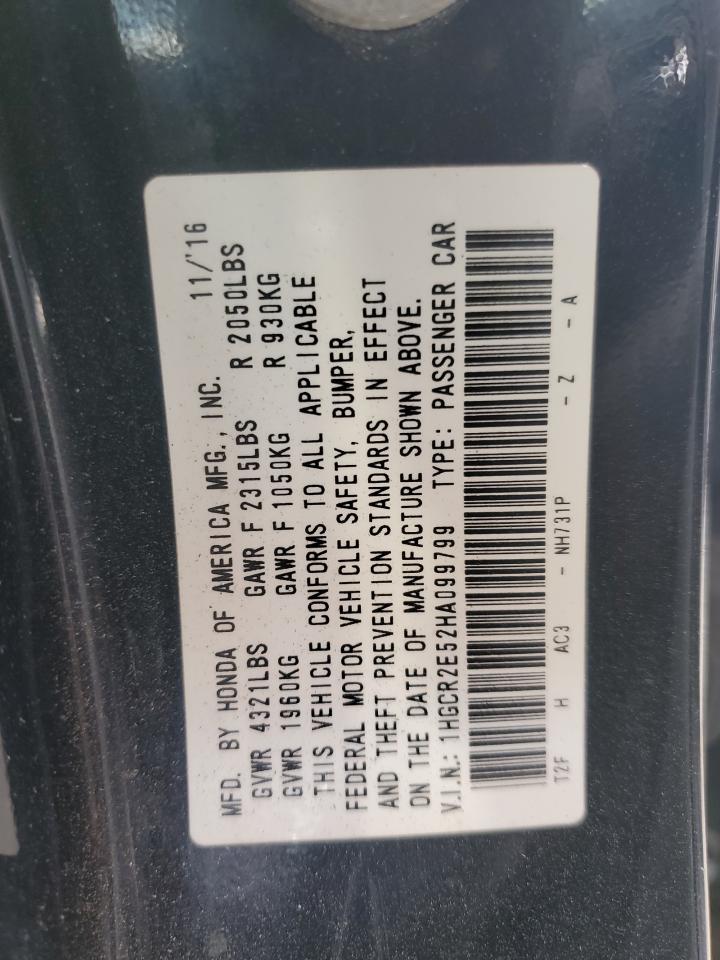 MFD. BY HONDA OF AMERICA MFG., INC. 11/'16
GVWR 4321LBS GAWR F 2315LBS R 2050LBS
GVWR 1960KG GAWR F 1050KG R 930KG
THIS VEHICLE CONFORMS TO ALL APPLICABLE
FEDERAL MOTOR VEHICLE SAFETY, BUMPER,
AND THEFT PREVENTION STANDARDS IN EFFECT
ON THE DATE OF MANUFACTURE SHOWN ABOVE.
V.I.N.: 1HGCR2E52HA099799 TYPE: PASSENGER CAR
T2F H AC3 - NH731P - Z - A